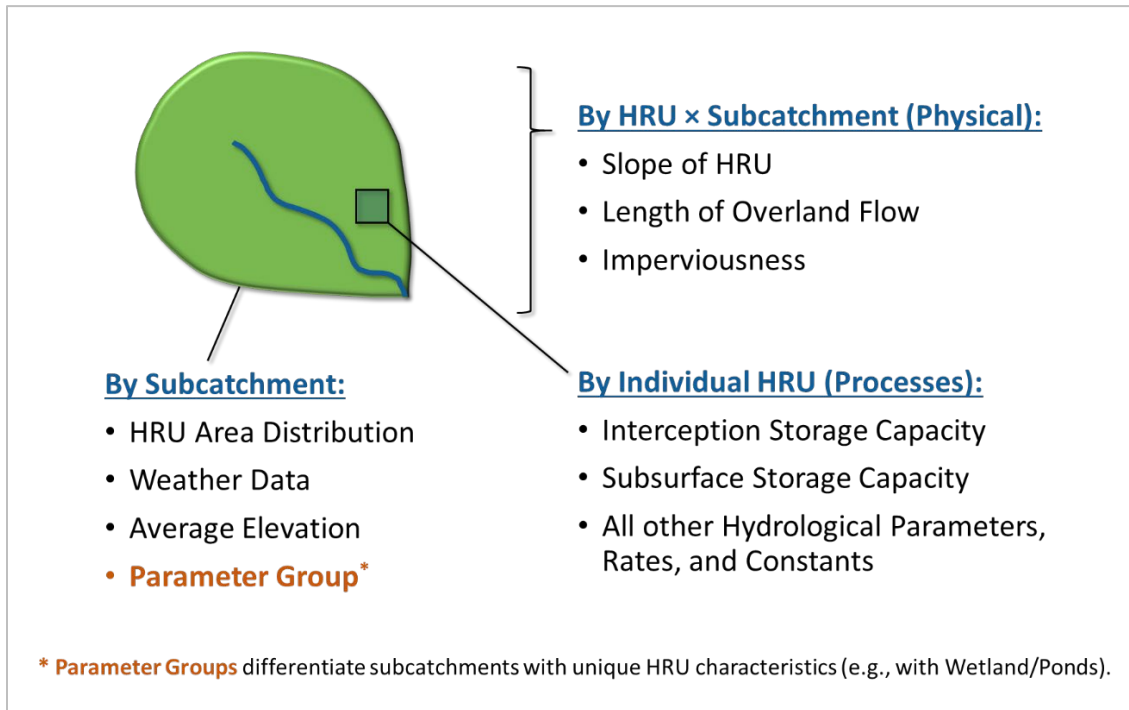 By HRU × Subcatchment (Physical):
• Slope of HRU
• Length of Overland Flow
• Imperviousness
By Subcatchment:
• HRU Area Distribution
• Weather Data
• Average Elevation
• Parameter Group*
By Individual HRU (Processes):
• Interception Storage Capacity
• Subsurface Storage Capacity
• All other Hydrological Parameters,
Rates, and Constants
* Parameter Groups differentiate subcatchments with unique HRU characteristics (e.g., with Wetland/Ponds).